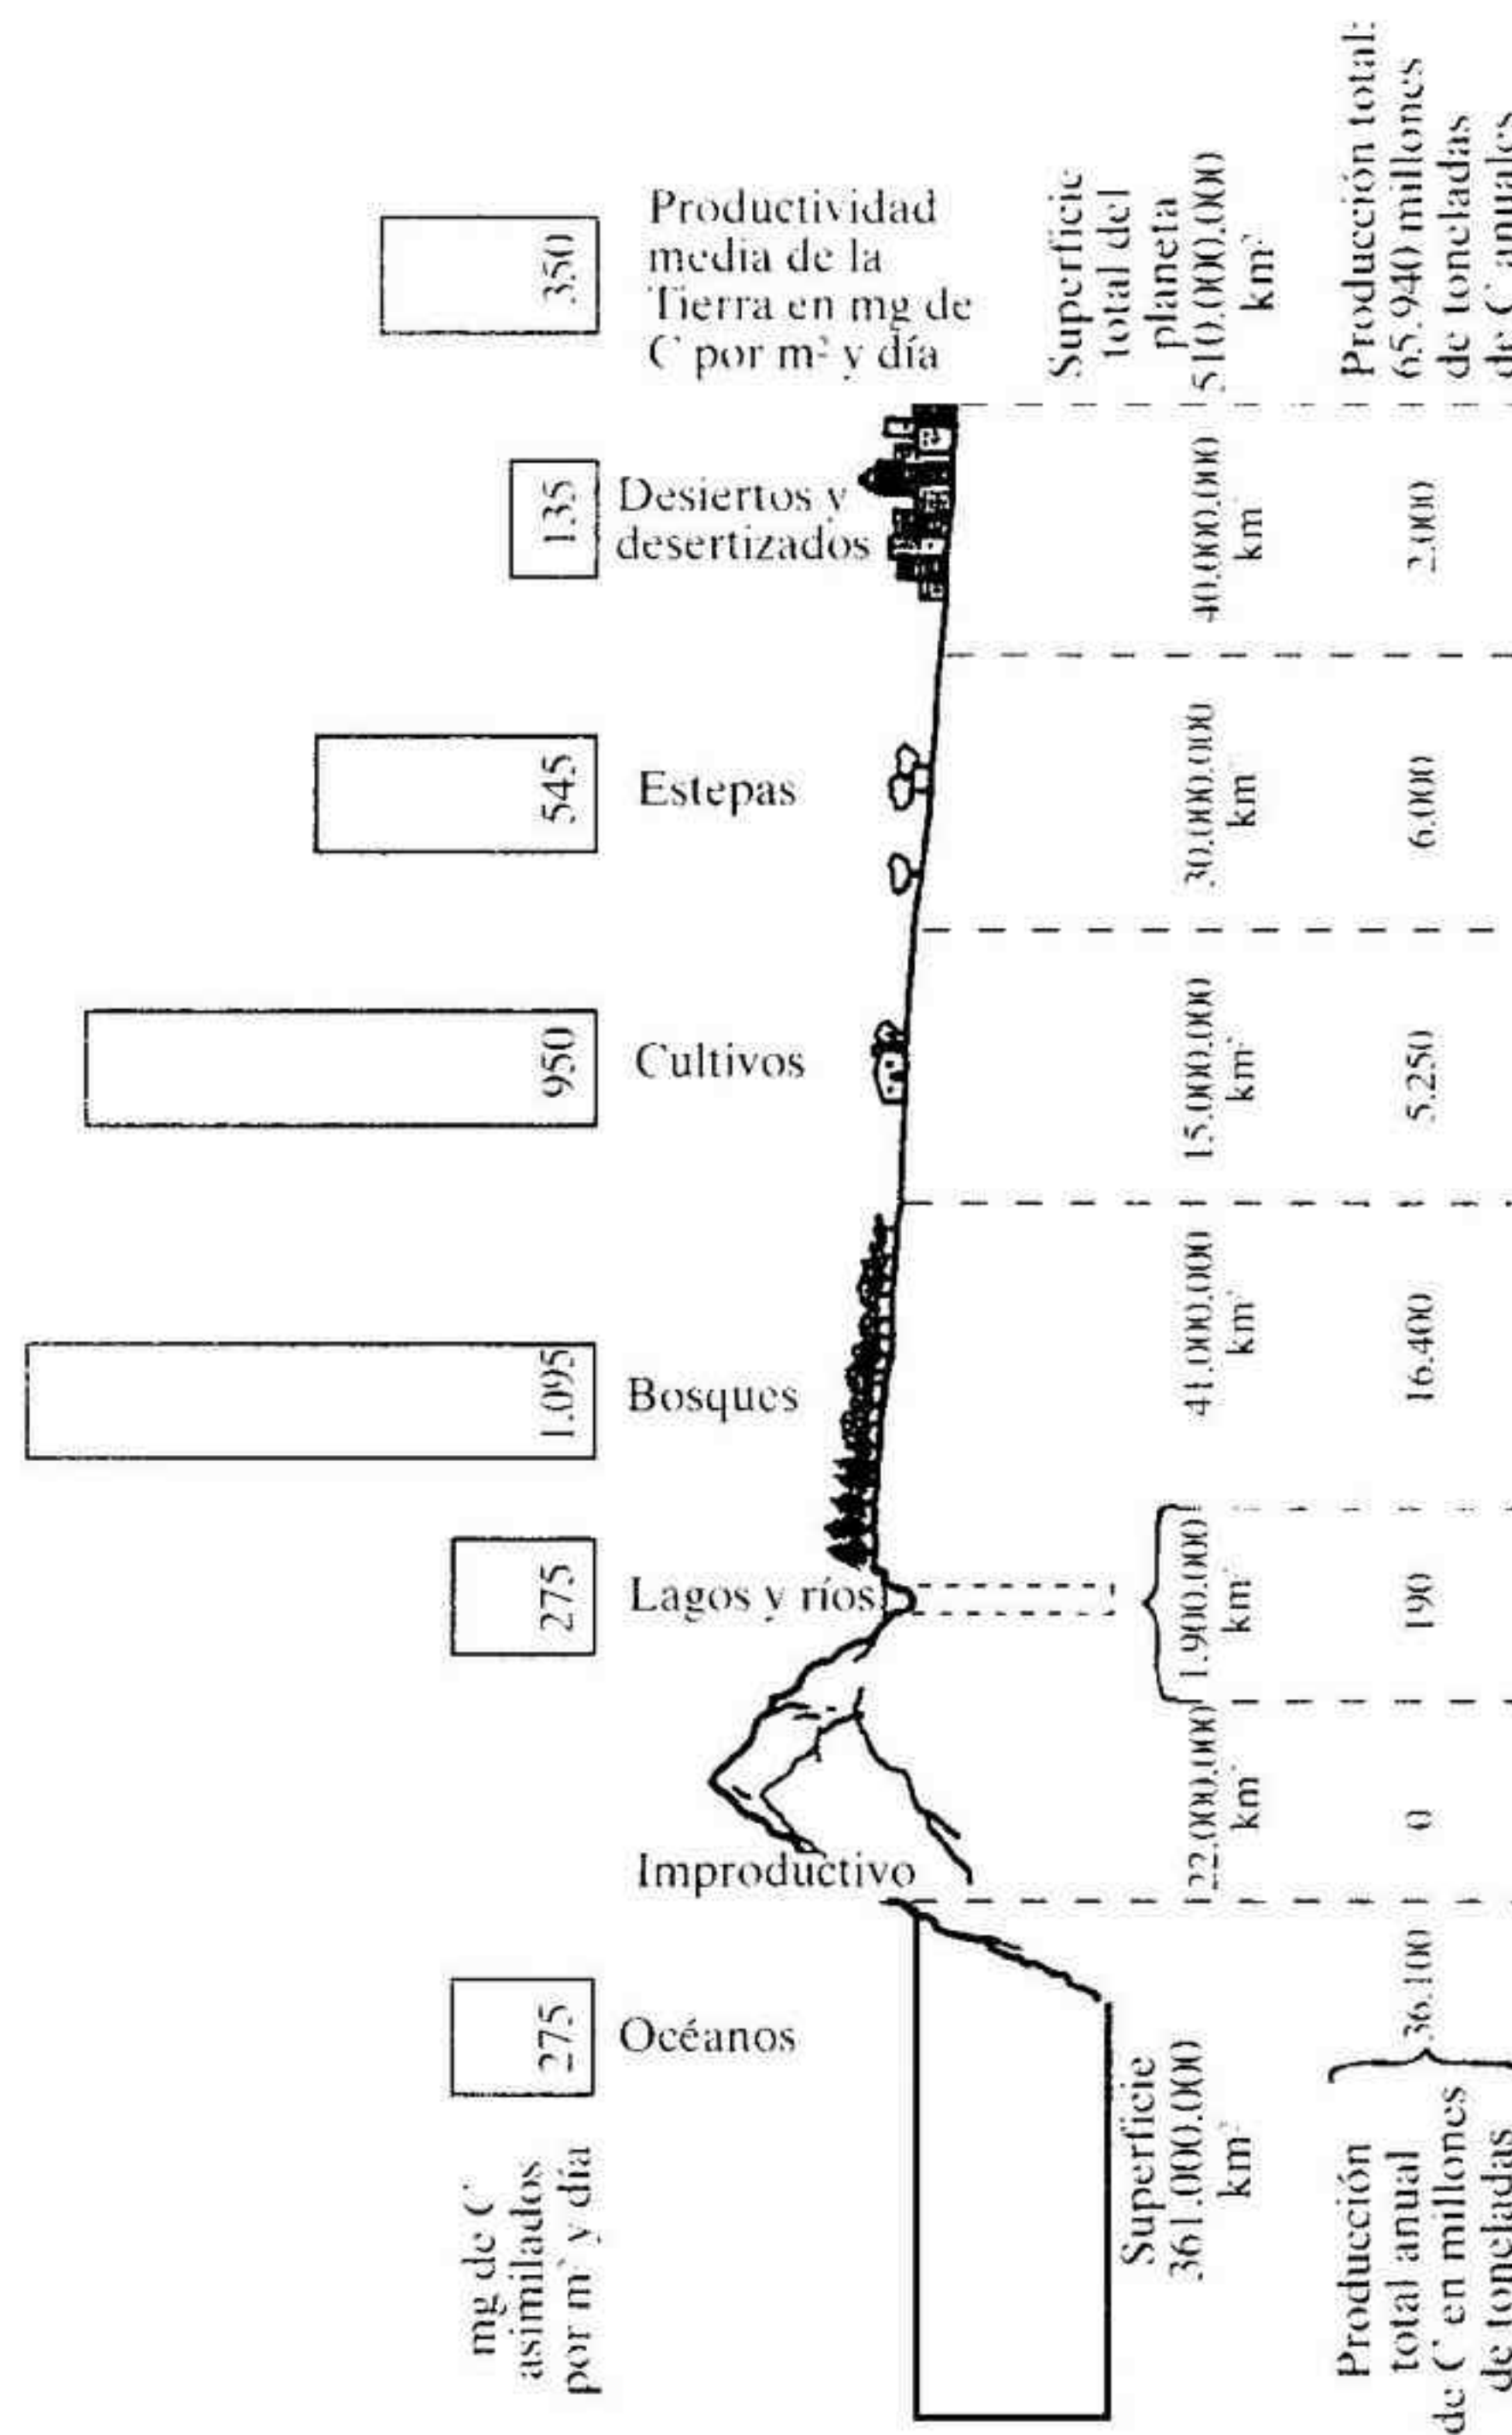 mg de C
asimilados
por m² y día
275
275
1.095
950
545
135
350
Océanos
Improductivo
Lagos y ríos
Bosques
Cultivos
Estepas
Desiertos y
desertizados
Productividad
media de la
Tierra en mg de
C por m² y día
Superficie
361.000.000
km²
22.000.000
km²
1.900.000
km²
41.000.000
km²
15.000.000
km²
30.000.000
km²
40.000.000
km²
Superficie
total del
planeta
510.000.000
km²
Producción
total anual
de C en millones
de toneladas
36.100
0
190
16.400
5.250
6.000
2.000
Producción total:
65.940 millones
de toneladas
de C anuales